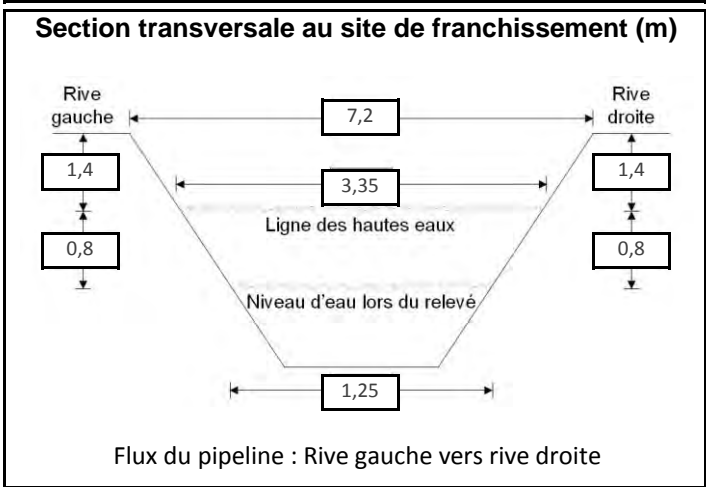 Section transversale au site de franchissement (m)
Rive
gauche
7,2
Rive
droite
1,4
3,35
1,4
Ligne des hautes eaux
0,8
0,8
Niveau d'eau lors du relevé
1,25
Flux du pipeline : Rive gauche vers rive droite